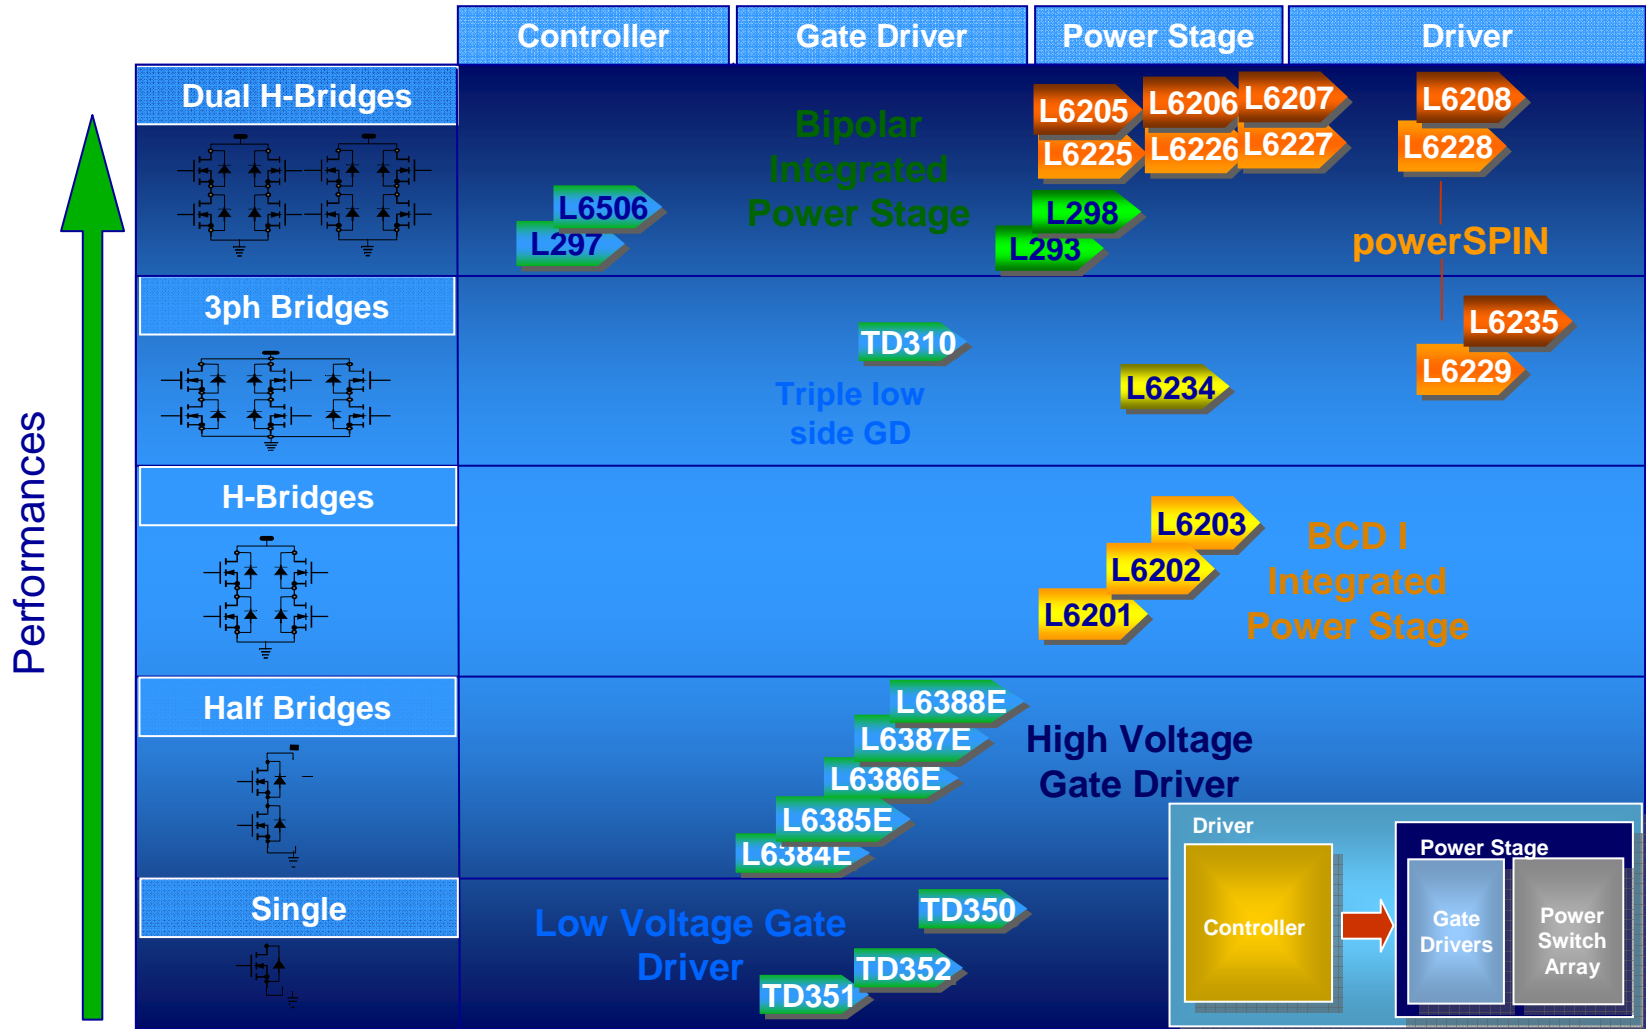 Controller
Gate Driver
Power Stage
Driver
Dual H-Bridges
L6205
L6206
L6207
L6208
Bipolar
Integrated
Power Stage
L6225
L6226
L6227
L6228
L6506
L297
L298
L293
powerSPIN
3ph Bridges
TD310
Triple low
side GD
L6234
L6235
L6229
H-Bridges
L6203
L6202
L6201
BCD I
Integrated
Power Stage
Half Bridges
L6388E
L6387E
L6386E
L6385E
L6384E
High Voltage
Gate Driver
Single
Low Voltage Gate
Driver
TD350
TD352
TD351
Driver
Controller
Power Stage
Gate
Drivers
Power
Switch
Array
Performances